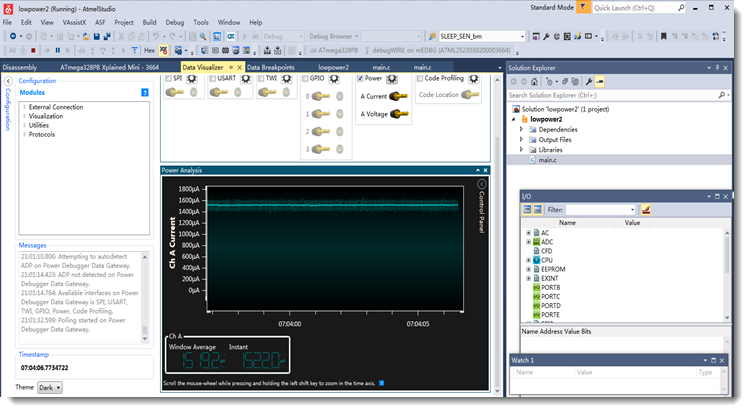 lowpower2 (Running) - AtmelStudio
Standard Mode
Quick Launch (Ctrl+Q)
File Edit View VAssistX ASF Project Build Debug Tools Window Help
Debug
Debug Browser
SLEEP_SEN_bm
Hex
ATmega328PB
debugWIRE on mEDBG (ATML2523030200003664)
Disassembly
ATmega328PB Xplained Mini - 3664
Data Visualizer
Data Breakpoints
lowpower2
main.c
main.c
Solution Explorer
Configuration
Configuration
Modules
External Connection
Visualization
Utilities
Protocols
SPI
USART
TWI
GPIO
Power
Code Profiling
0
1
2
3
A Current
A Voltage
Code Location
Search Solution Explorer (Ctrl+;)
Solution 'lowpower2' (1 project)
lowpower2
Dependencies
Output Files
Libraries
main.c
Power Analysis
Control Panel
Ch A Current
1800µA
1600µA
1400µA
1200µA
1000µA
800µA
600µA
400µA
200µA
0µA
07:04:00
07:04:05
Ch A
Window Average
Instant
1519.2
1522.0
Scroll the mouse-wheel while pressing and holding the left shift key to zoom in the time axis.
Messages
21:01:10.806: Attempting to autodetect
ADP on Power Debugger Data Gateway.
21:01:14.423: ADP not detected on Power
Debugger Data Gateway.
21:01:14.764: Available interfaces on Power
Debugger Data Gateway is SPI, USART,
TWI, GPIO, Power, Code Profiling.
21:01:32.599: Polling started on Power
Debugger Data Gateway.
Timestamp
07:04:06.7734722
Theme
Dark
I/O
Filter:
Name
Value
AC
ADC
CFD
CPU
EEPROM
EXINT
PORTB
PORTC
PORTD
PORTE
Name Address Value Bits
Watch 1
Name
Value
Type